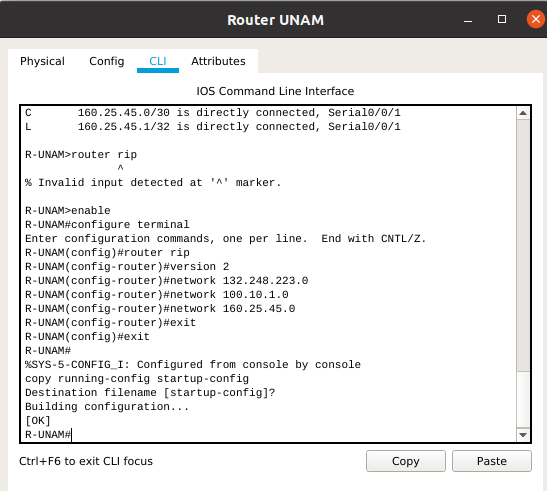 Router UNAM
Physical Config CLI Attributes
IOS Command Line Interface
C       160.25.45.0/30 is directly connected, Serial0/0/1
L       160.25.45.1/32 is directly connected, Serial0/0/1
R-UNAM>router rip
^
% Invalid input detected at '^' marker.
R-UNAM>enable
R-UNAM#configure terminal
Enter configuration commands, one per line.  End with CNTL/Z.
R-UNAM(config)#router rip
R-UNAM(config-router)#version 2
R-UNAM(config-router)#network 132.248.223.0
R-UNAM(config-router)#network 100.10.1.0
R-UNAM(config-router)#network 160.25.45.0
R-UNAM(config-router)#exit
R-UNAM(config)#exit
R-UNAM#
%SYS-5-CONFIG_I: Configured from console by console
copy running-config startup-config
Destination filename [startup-config]?
Building configuration...
[OK]
R-UNAM#
Ctrl+F6 to exit CLI focus
Copy Paste